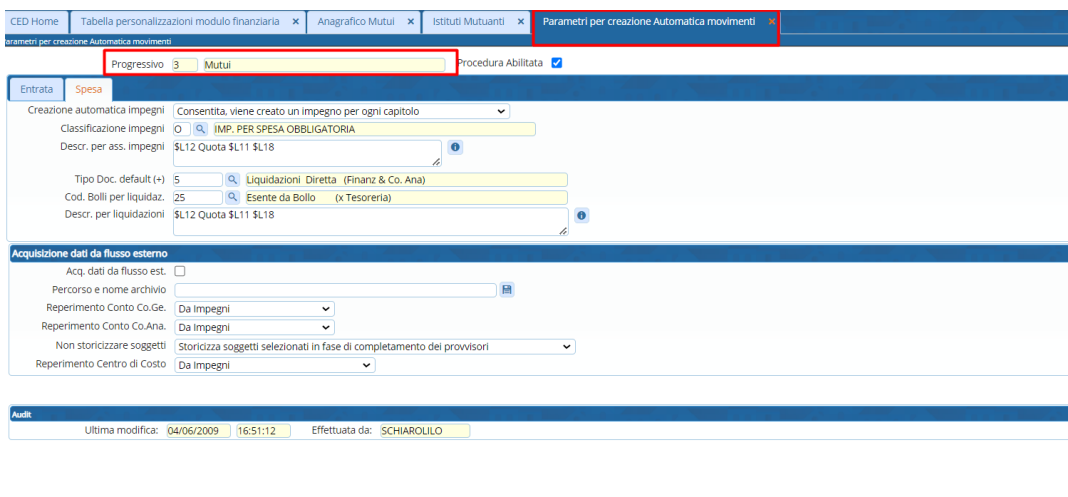 CED Home Tabella personalizzazioni modulo finanziaria × Anagrafico Mutui × Istituti Mutuanti × Parametri per creazione Automatica movimenti ×
arametri per creazione Automatica movimenti
Progressivo 3 Mutui Procedura Abilitata
Entrata Spesa
Creazione automatica impegni Consentita, viene creato un impegno per ogni capitolo
Classificazione impegni O IMP. PER SPESA OBBLIGATORIA
Descr. per ass. impegni $L12 Quota $L11 $L18
Tipo Doc. default (+) 5 Liquidazioni Diretta (Finanz & Co. Ana)
Cod. Bolli per liquidaz. 25 Esente da Bollo (x Tesoreria)
Descr. per liquidazioni $L12 Quota $L11 $L18
Acquisizione dati da flusso esterno
Acq. dati da flusso est.
Percorso e nome archivio
Reperimento Conto Co.Ge. Da Impegni
Reperimento Conto Co.Ana. Da Impegni
Non storicizzare soggetti Storicizza soggetti selezionati in fase di completamento dei provvisori
Reperimento Centro di Costo Da Impegni
Audit
Ultima modifica: 04/06/2009 16:51:12 Effettuata da: SCHIAROLILO